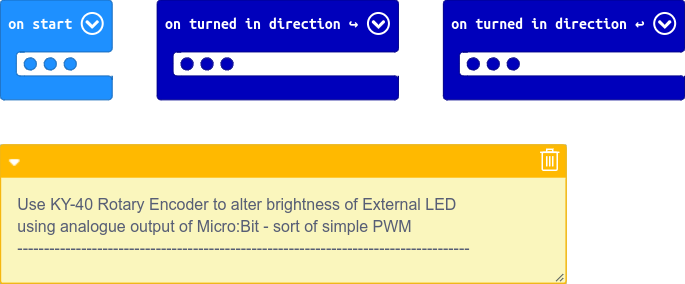 on start
on turned in direction ↪
on turned in direction ↩
Use KY-40 Rotary Encoder to alter brightness of External LED
using analogue output of Micro:Bit - sort of simple PWM
------------------------------------------------------------------------------------